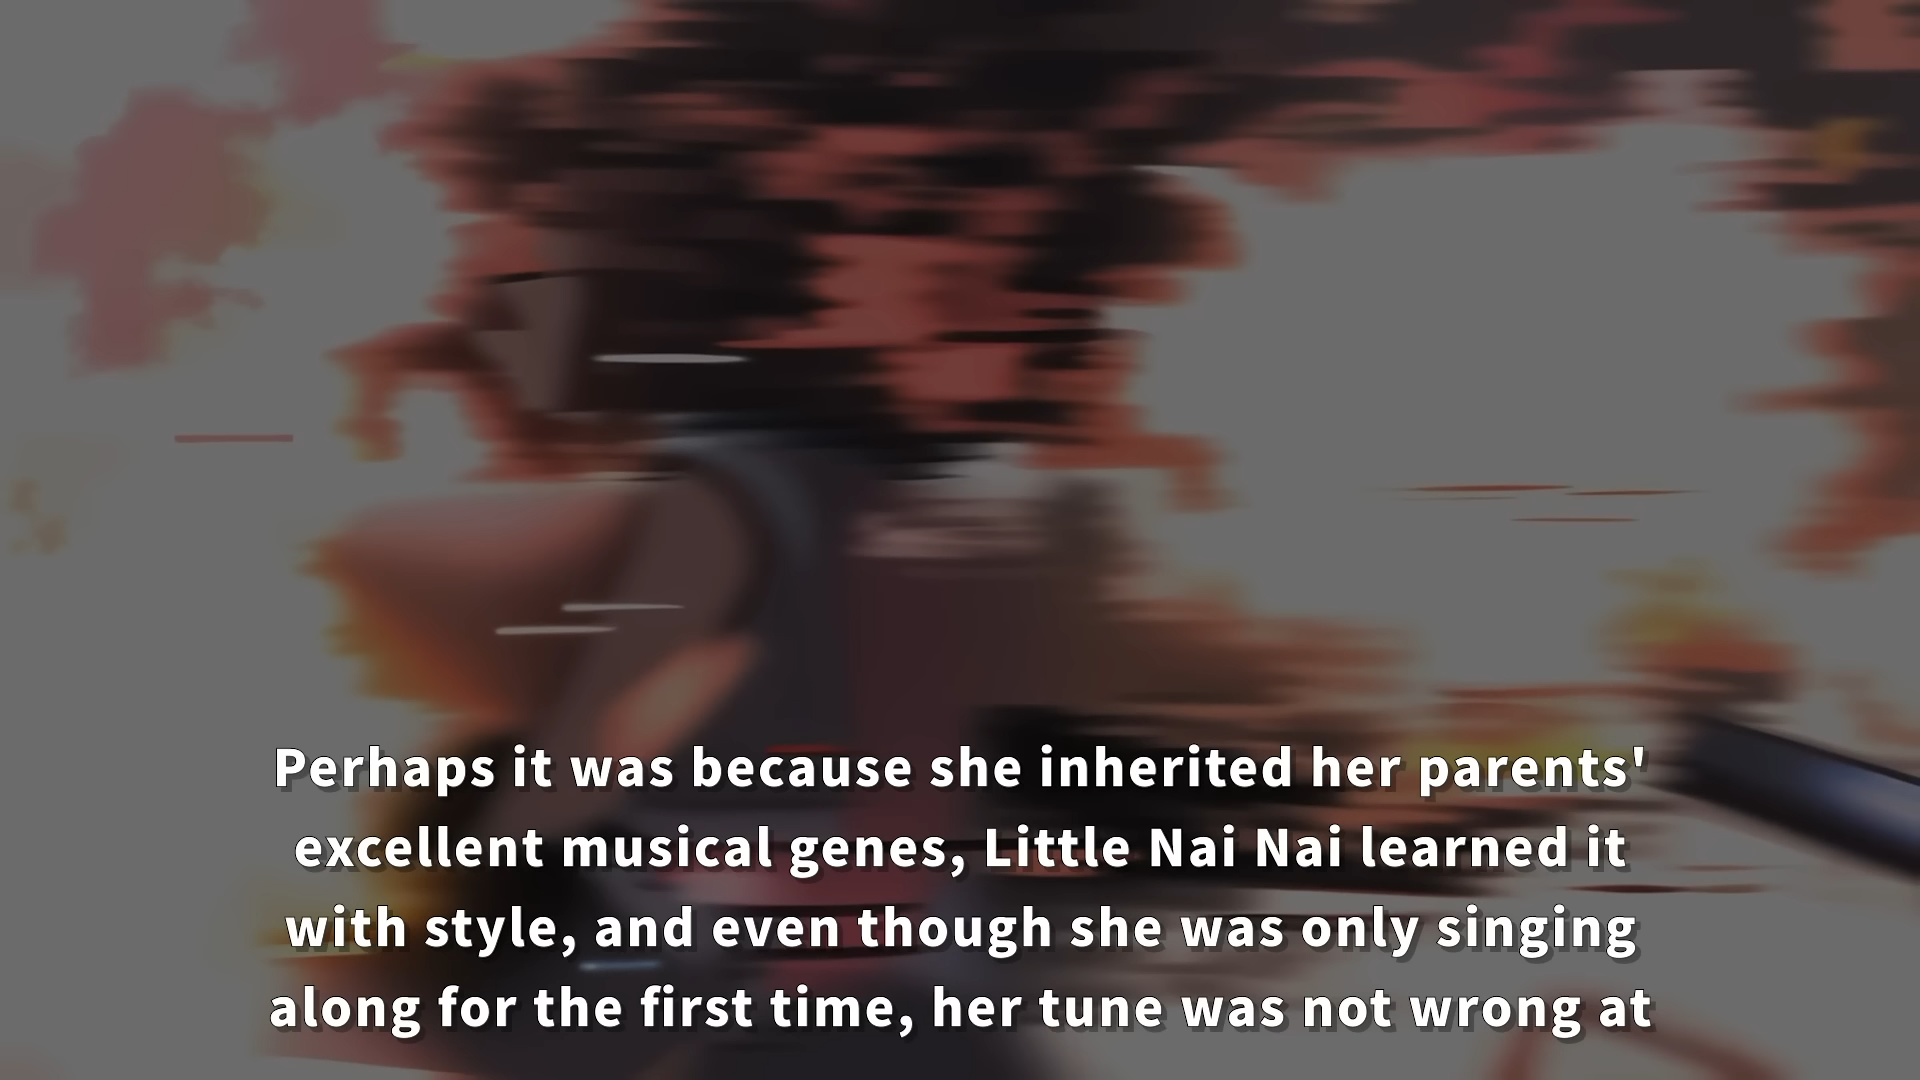 Perhaps it was because she inherited her parents'
excellent musical genes, Little Nai Nai learned it
with style, and even though she was only singing
along for the first time, her tune was not wrong at